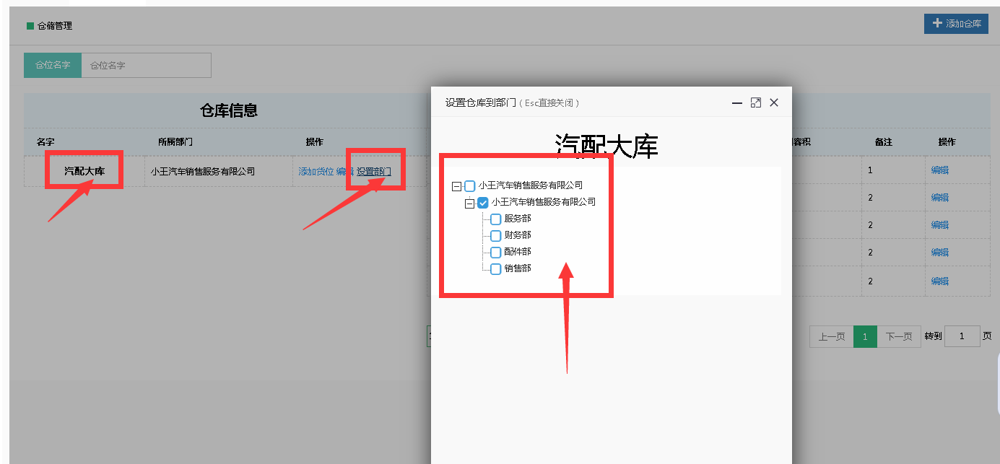 仓储管理
添加仓库
仓位名字 仓位名字
仓库信息
名字 所属部门 操作 容积 备注 操作
汽配大库 小王汽车销售服务有限公司 添加货位 编辑 设置部门 1 编辑
2 编辑
2 编辑
2 编辑
2 编辑
上一页 1 下一页 转到 1 页
设置仓库到部门 ( Esc直接关闭 )
汽配大库
小王汽车销售服务有限公司
小王汽车销售服务有限公司
服务部
财务部
配件部
销售部